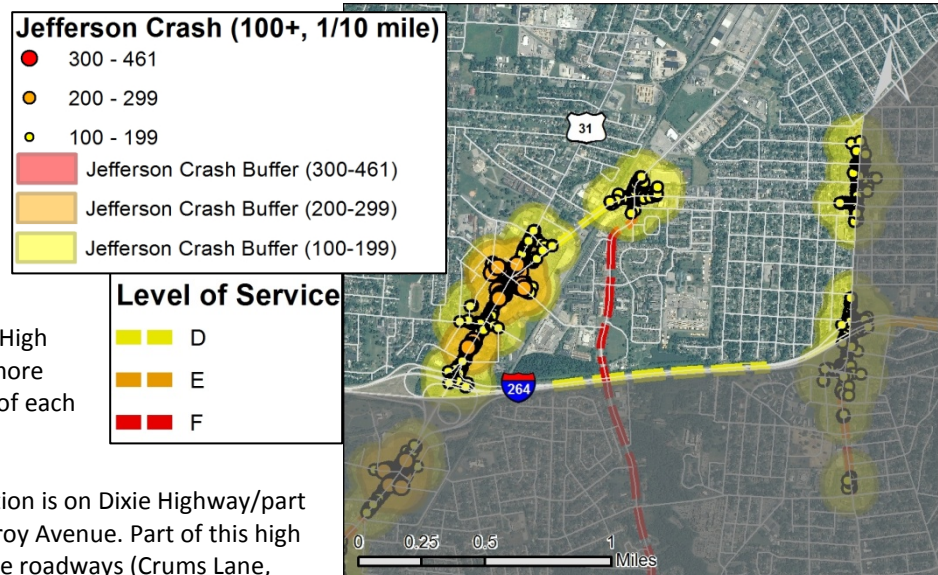 Jefferson Crash (100+, 1/10 mile)
300 - 461
200 - 299
100 - 199
Jefferson Crash Buffer (300-461)
Jefferson Crash Buffer (200-299)
Jefferson Crash Buffer (100-199)
Level of Service
D
E
F
High
more
of each
tion is on Dixie Highway/part
roy Avenue. Part of this high
e roadways (Crums Lane,
31
264
N
0 0.25 0.5 1
Miles